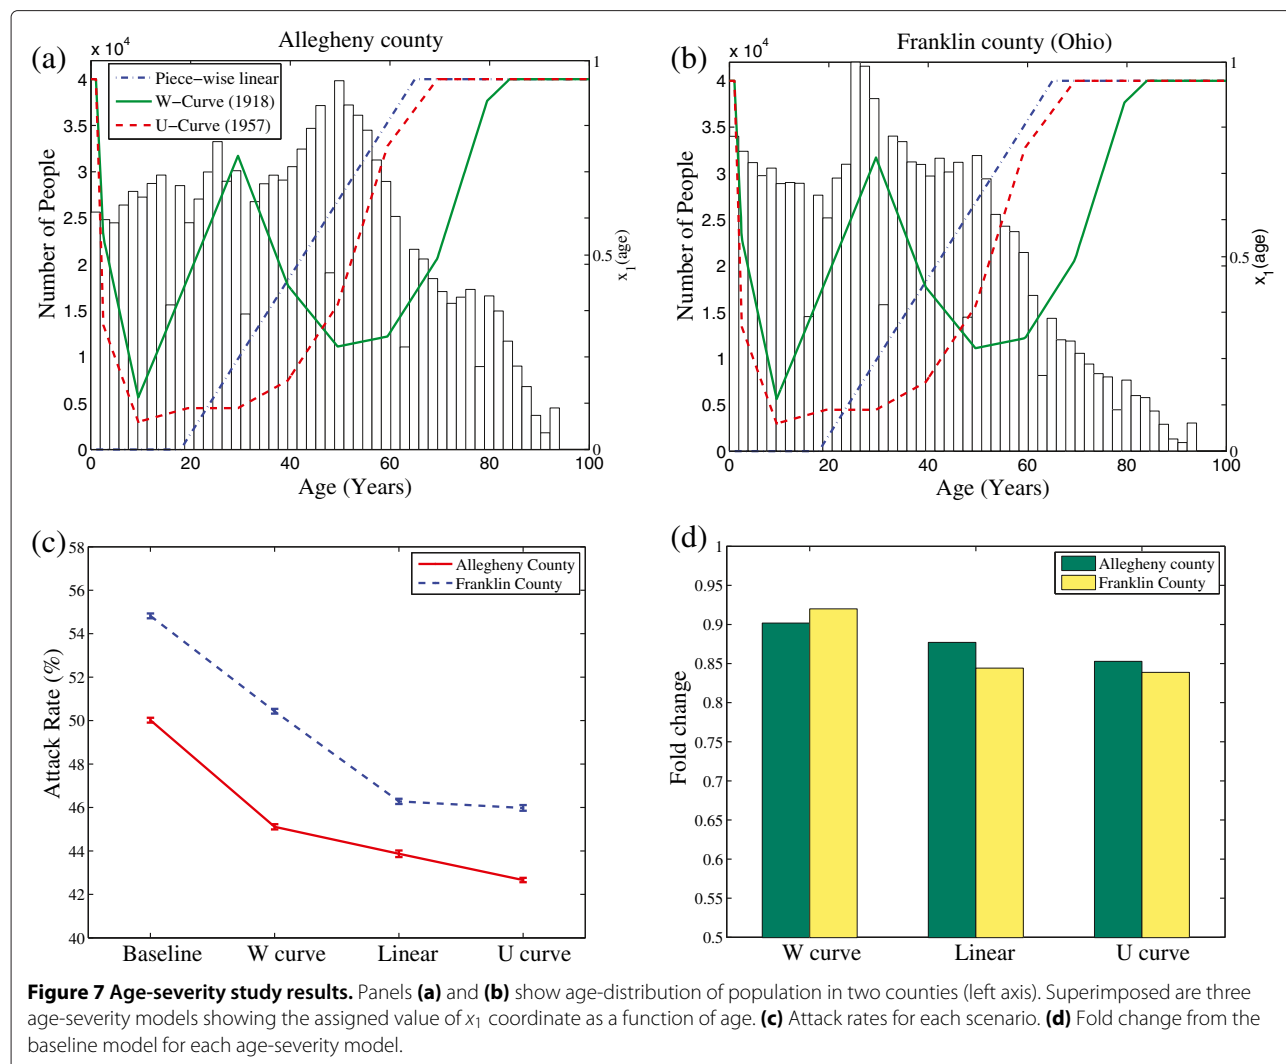 (a)
x 10⁴
Allegheny county
Piece−wise linear
W−Curve (1918)
U−Curve (1957)
4
3.5
3
2.5
2
1.5
1
0.5
0
Number of People
1
0.5
0
x₁(age)
0 20 40 60 80 100
Age (Years)
(b)
x 10⁴
Franklin county (Ohio)
4
3.5
3
2.5
2
1.5
1
0.5
0
Number of People
1
0.5
0
x₁(age)
0 20 40 60 80 100
Age (Years)
(c)
58
56
54
52
50
48
46
44
42
40
Attack Rate (%)
Allegheny County
Franklin County
Baseline W curve Linear U curve
(d)
1
0.95
0.9
0.85
0.8
0.75
0.7
0.65
0.6
0.55
0.5
Fold change
Allegheny county
Franklin County
W curve Linear U curve
Figure 7 Age-severity study results. Panels (a) and (b) show age-distribution of population in two counties (left axis). Superimposed are three
age-severity models showing the assigned value of x₁ coordinate as a function of age. (c) Attack rates for each scenario. (d) Fold change from the
baseline model for each age-severity model.